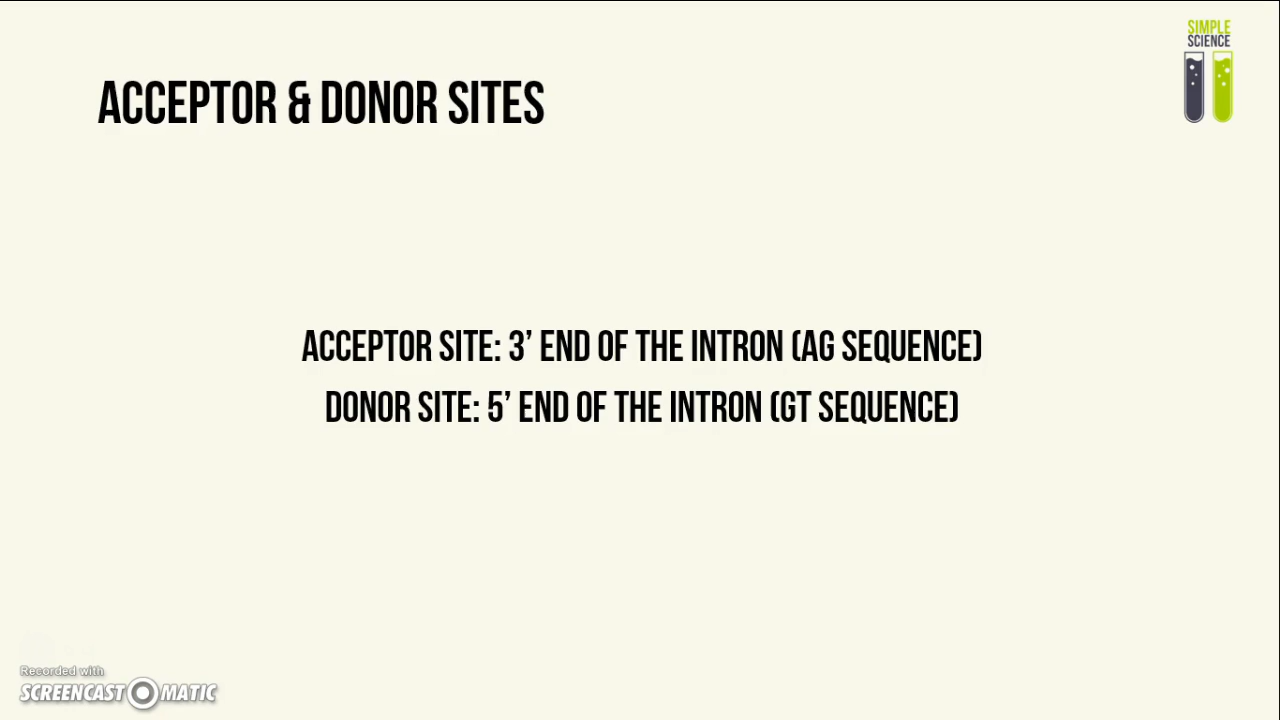 SIMPLE
SCIENCE
ACCEPTOR & DONOR SITES
ACCEPTOR SITE: 3’ END OF THE INTRON (AG SEQUENCE)
DONOR SITE: 5’ END OF THE INTRON (GT SEQUENCE)
Recorded with
SCREENCAST MATIC